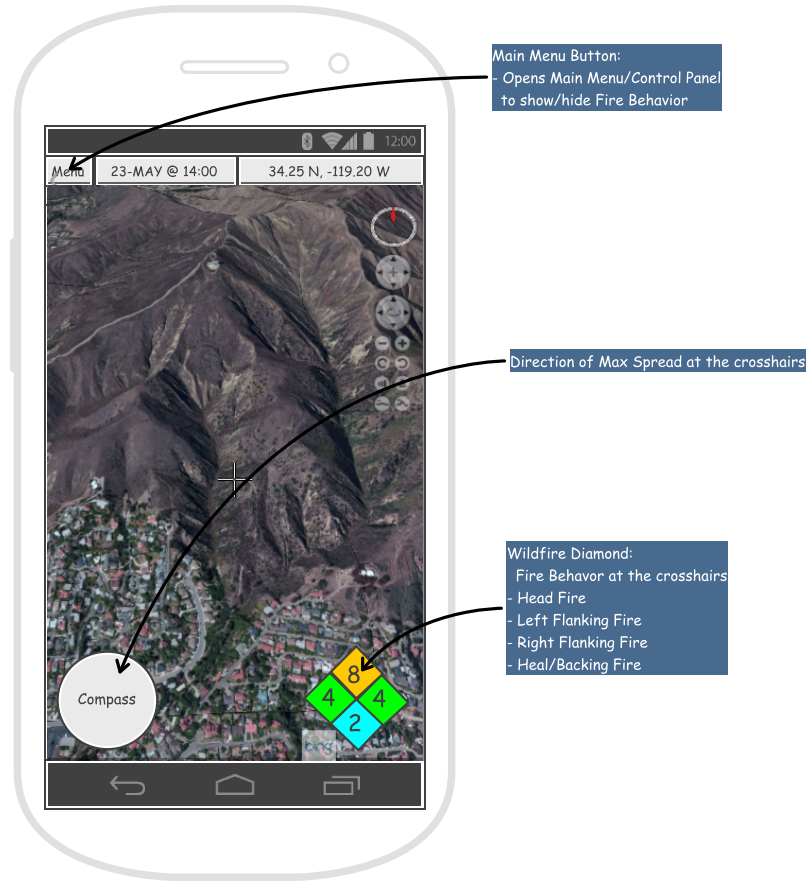 Main Menu Button:
- Opens Main Menu/Control Panel
to show/hide Fire Behavior
12:00
Menu
23-MAY @ 14:00
34.25 N, -119.20 W
Direction of Max Spread at the crosshairs
Wildfire Diamond:
Fire Behavor at the crosshairs
- Head Fire
- Left Flanking Fire
- Right Flanking Fire
- Heal/Backing Fire
Compass
8
4
4
2
bing